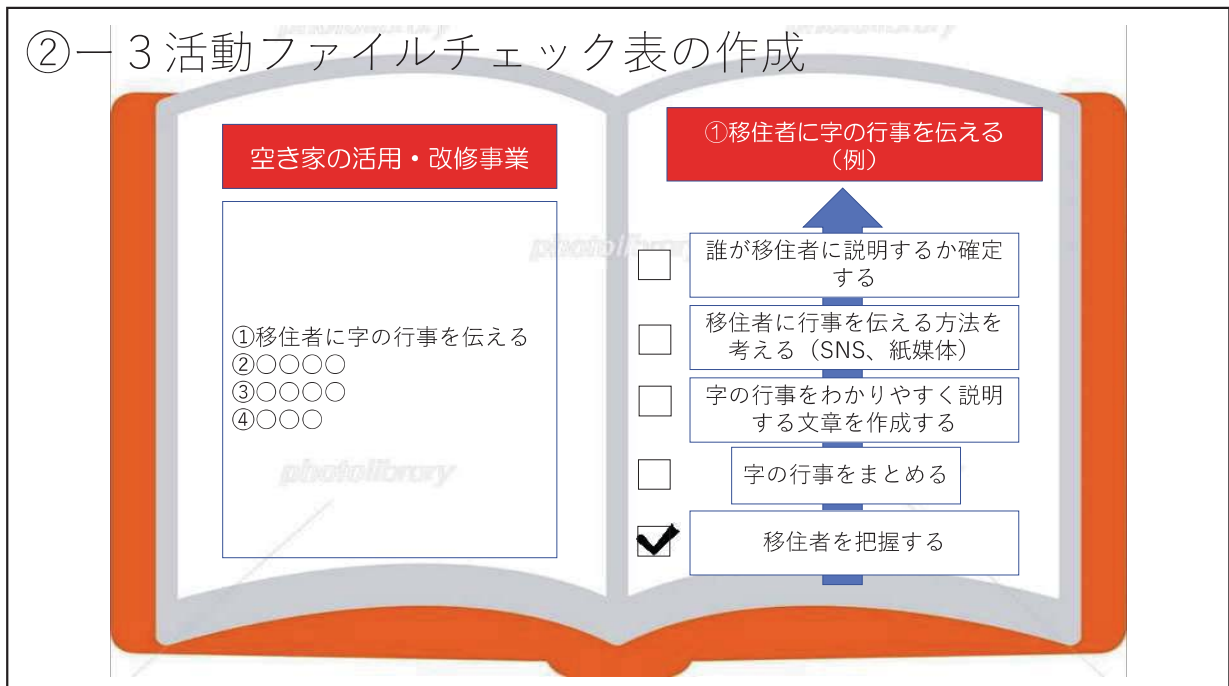 ②ー３活動ファイルチェック表の作成
空き家の活用・改修事業
①移住者に字の行事を伝える
②○○○○
③○○○○
④○○○
①移住者に字の行事を伝える
（例）
誰が移住者に説明するか確定
する
移住者に行事を伝える方法を
考える（SNS、紙媒体）
字の行事をわかりやすく説明
する文章を作成する
字の行事をまとめる
移住者を把握する
photolibrary
photolibrary
photolibrary